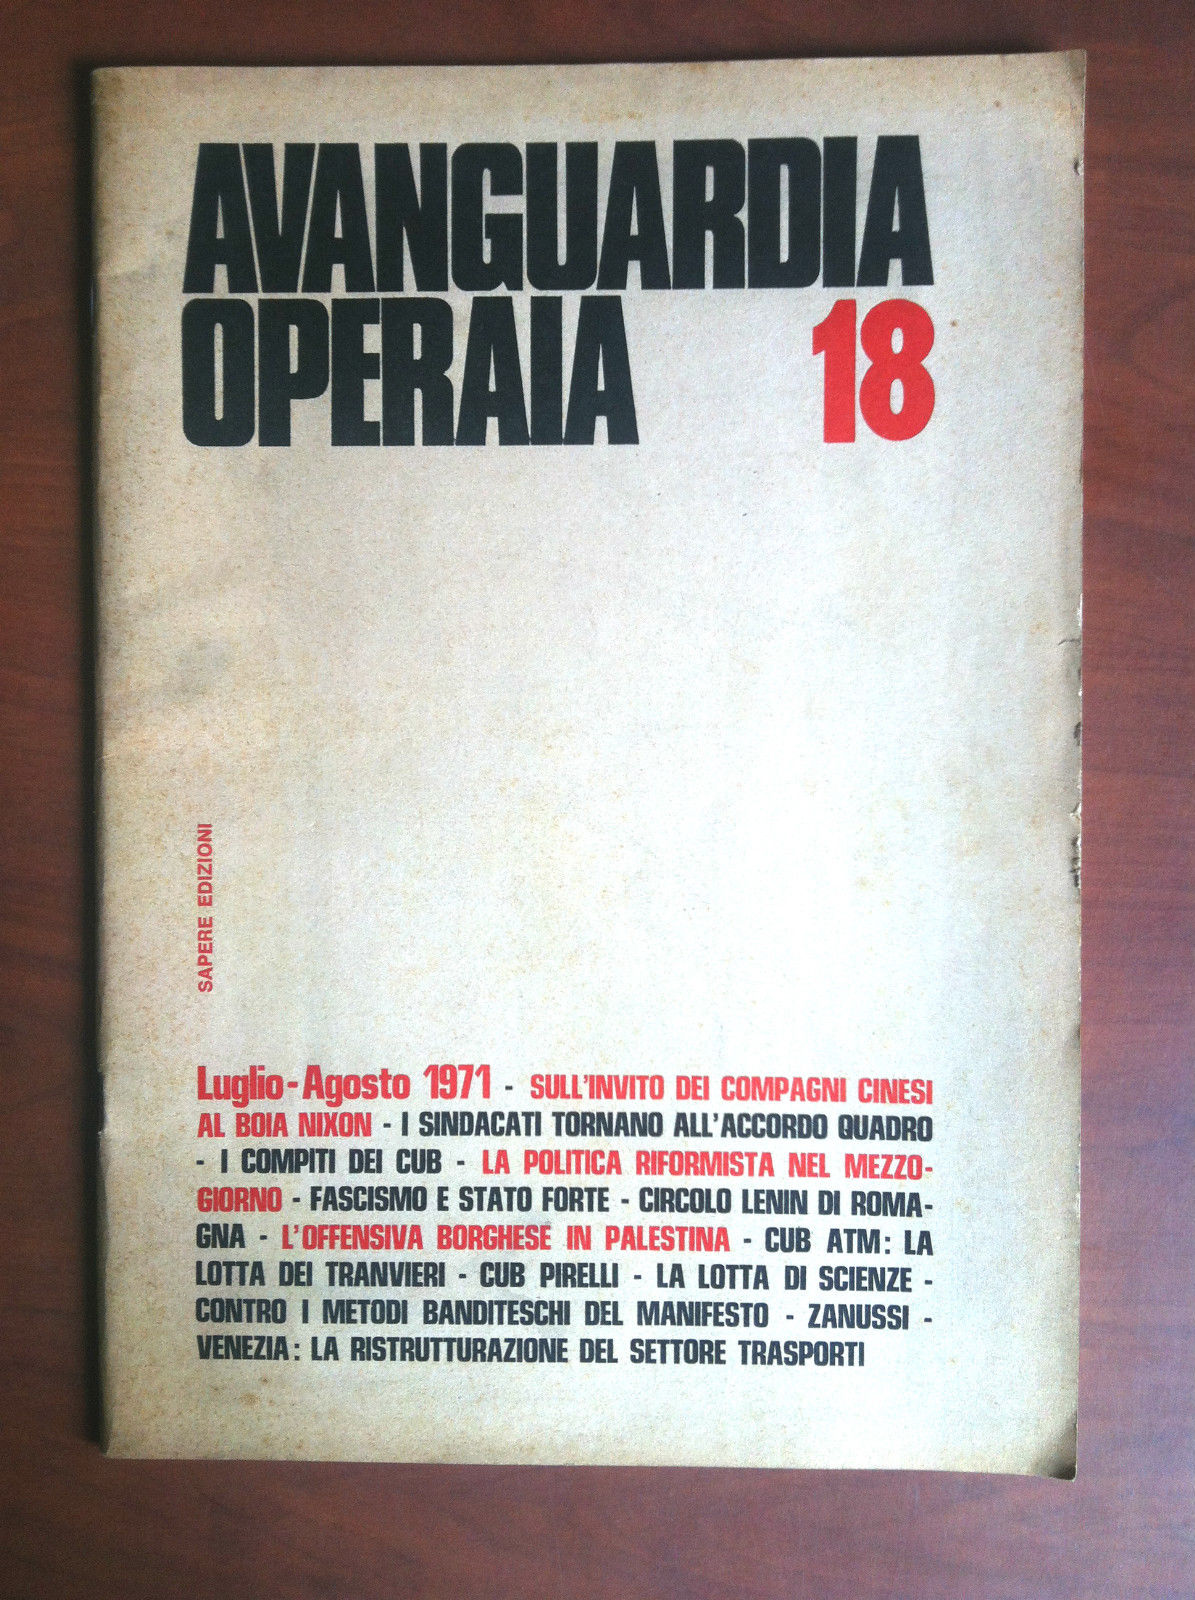 AVANGUARDIA
OPERAIA 18
SAPERE EDIZIONI
Luglio-Agosto 1971 - SULL'INVITO DEI COMPAGNI CINESI
AL BOIA NIXON - I SINDACATI TORNANO ALL'ACCORDO QUADRO
- I COMPITI DEI CUB - LA POLITICA RIFORMISTA NEL MEZZO-
GIORNO - FASCISMO E STATO FORTE - CIRCOLO LENIN DI ROMA-
GNA - L'OFFENSIVA BORGHESE IN PALESTINA - CUB ATM: LA
LOTTA DEI TRANVIERI - CUB PIRELLI - LA LOTTA DI SCIENZE -
CONTRO I METODI BANDITESCHI DEL MANIFESTO - ZANUSSI -
VENEZIA: LA RISTRUTTURAZIONE DEL SETTORE TRASPORTI